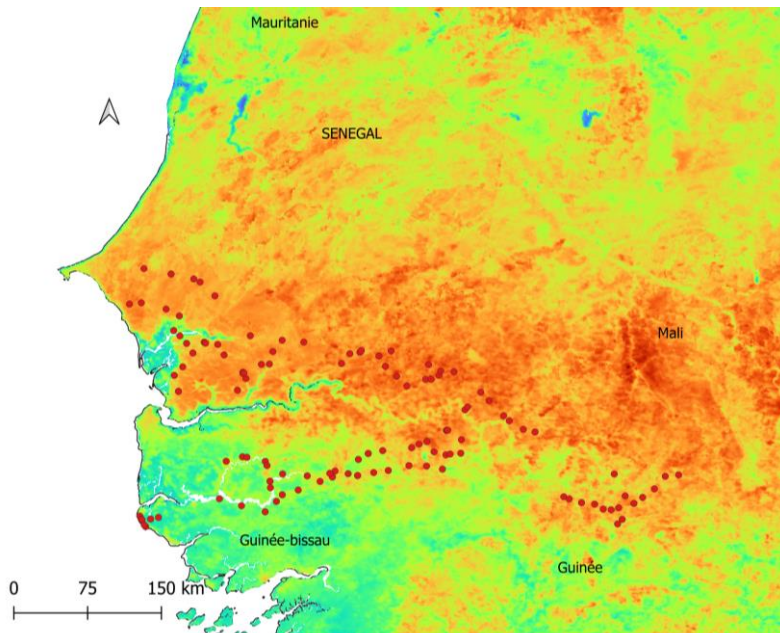 Mauritanie
SENEGAL
Mali
Guinée-bissau
Guinée
0 75 150 km